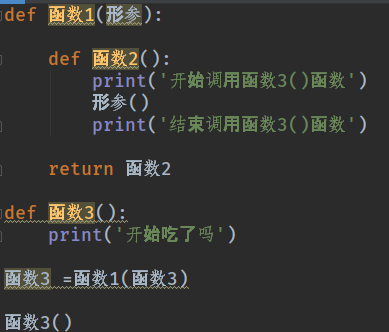 def 函数1(形参):
def 函数2():
print('开始调用函数3()函数')
形参()
print('结束调用函数3()函数')
return 函数2
def 函数3():
print('开始吃了吗')
函数3 =函数1(函数3)
函数3()